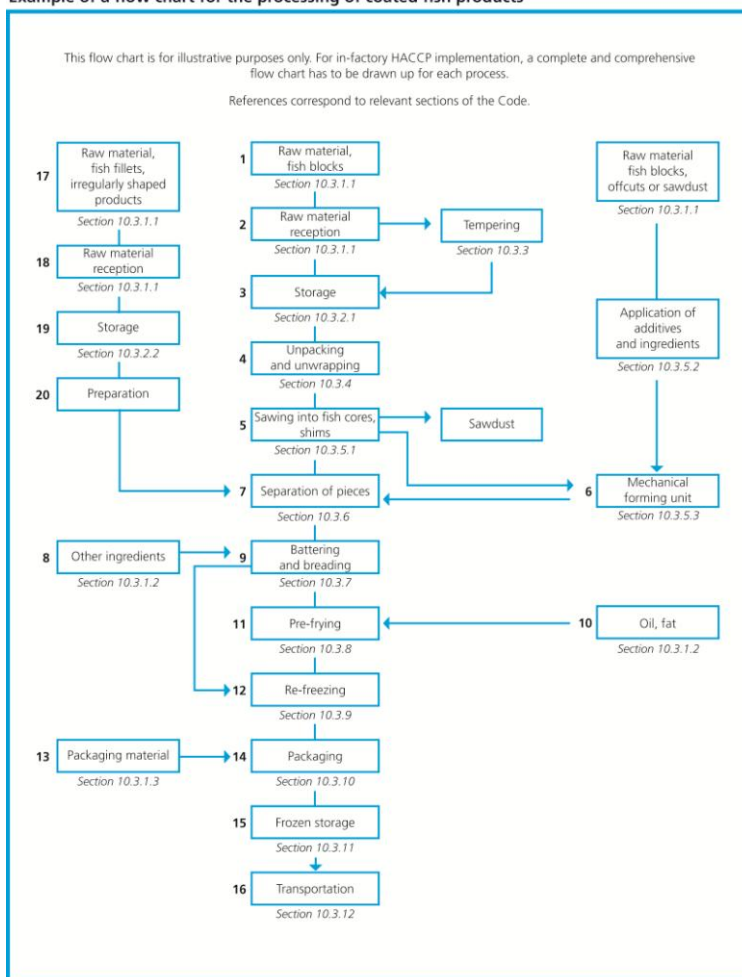 Example of a flow chart for the processing of coated fish products
This flow chart is for illustrative purposes only. For in-factory HACCP implementation, a complete and comprehensive
flow chart has to be drawn up for each process.
References correspond to relevant sections of the Code.
17
Raw material,
fish fillets,
irregularly shaped
products
Section 10.3.1.1
1
Raw material,
fish blocks
Section 10.3.1.1
Raw material
fish blocks,
offcuts or sawdust
Section 10.3.1.1
2
Raw material
reception
Section 10.3.1.1
Tempering
Section 10.3.3
18
Raw material
reception
Section 10.3.1.1
3
Storage
Section 10.3.2.1
19
Storage
Section 10.3.2.2
Application of
additives
and ingredients
Section 10.3.5.2
4
Unpacking
and unwrapping
Section 10.3.4
20
Preparation
5
Sawing into fish cores,
shims
Section 10.3.5.1
Sawdust
7
Separation of pieces
Section 10.3.6
6
Mechanical
forming unit
Section 10.3.5.3
8
Other ingredients
Section 10.3.1.2
9
Battering
and breading
Section 10.3.7
11
Pre-frying
Section 10.3.8
10
Oil, fat
Section 10.3.1.2
12
Re-freezing
Section 10.3.9
13
Packaging material
Section 10.3.1.3
14
Packaging
Section 10.3.10
15
Frozen storage
Section 10.3.11
16
Transportation
Section 10.3.12